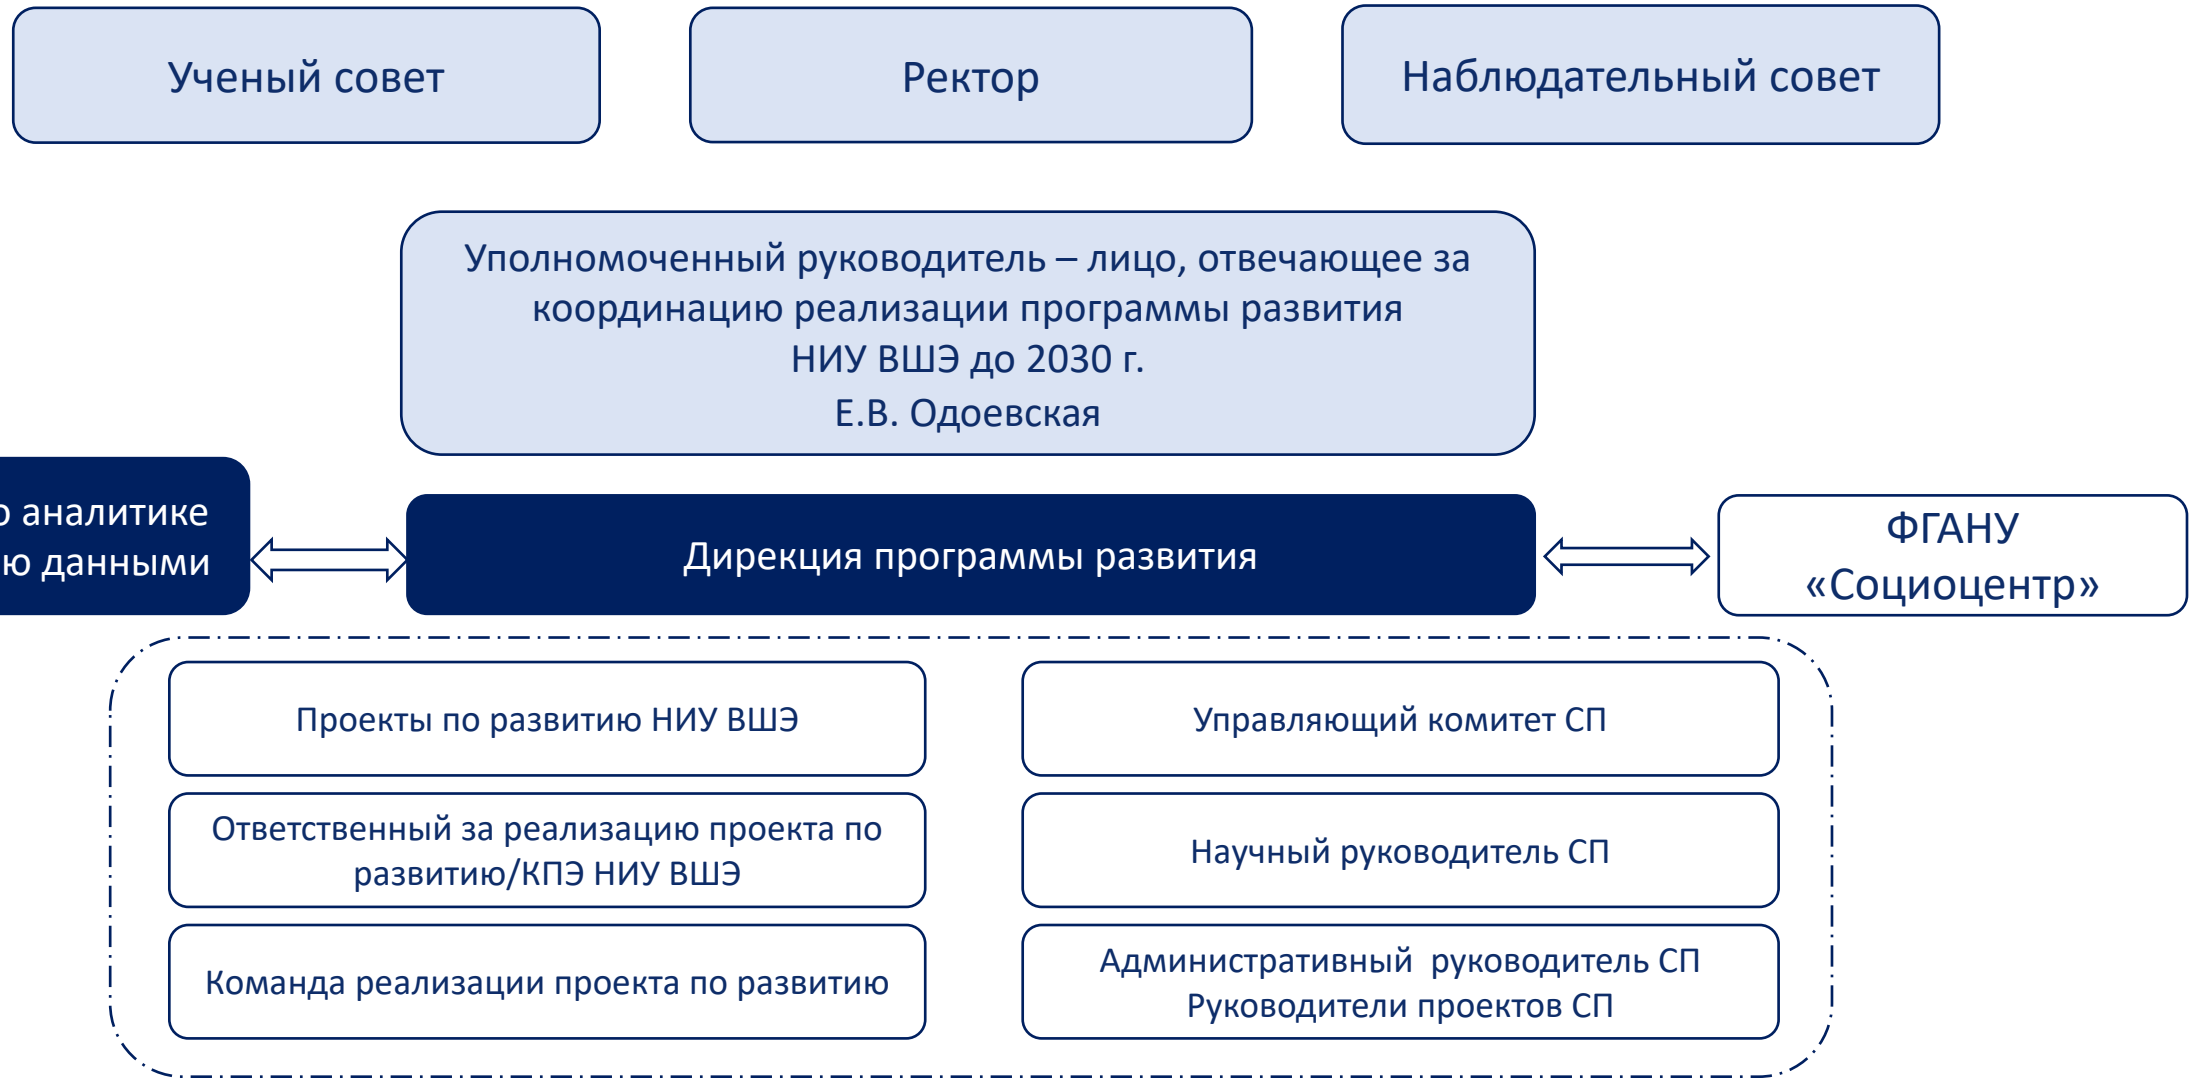 Ученый совет
Ректор
Наблюдательный совет
Уполномоченный руководитель – лицо, отвечающее за
координацию реализации программы развития
НИУ ВШЭ до 2030 г.
Е.В. Одоевская
аналитике
данными
Дирекция программы развития
ФГАНУ
«Социоцентр»
Проекты по развитию НИУ ВШЭ
Управляющий комитет СП
Ответственный за реализацию проекта по
развитию/КПЭ НИУ ВШЭ
Научный руководитель СП
Команда реализации проекта по развитию
Административный руководитель СП
Руководители проектов СП